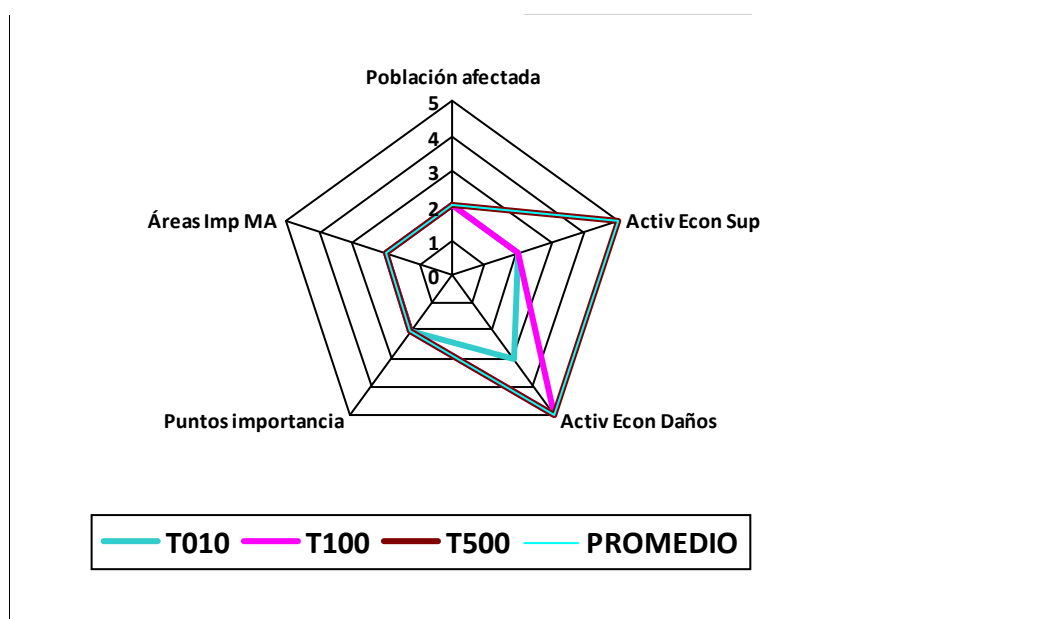 Población afectada
5
4
3
2
1
0
Áreas Imp MA
Activ Econ Sup
Puntos importancia
Activ Econ Daños
T010 T100 T500 PROMEDIO